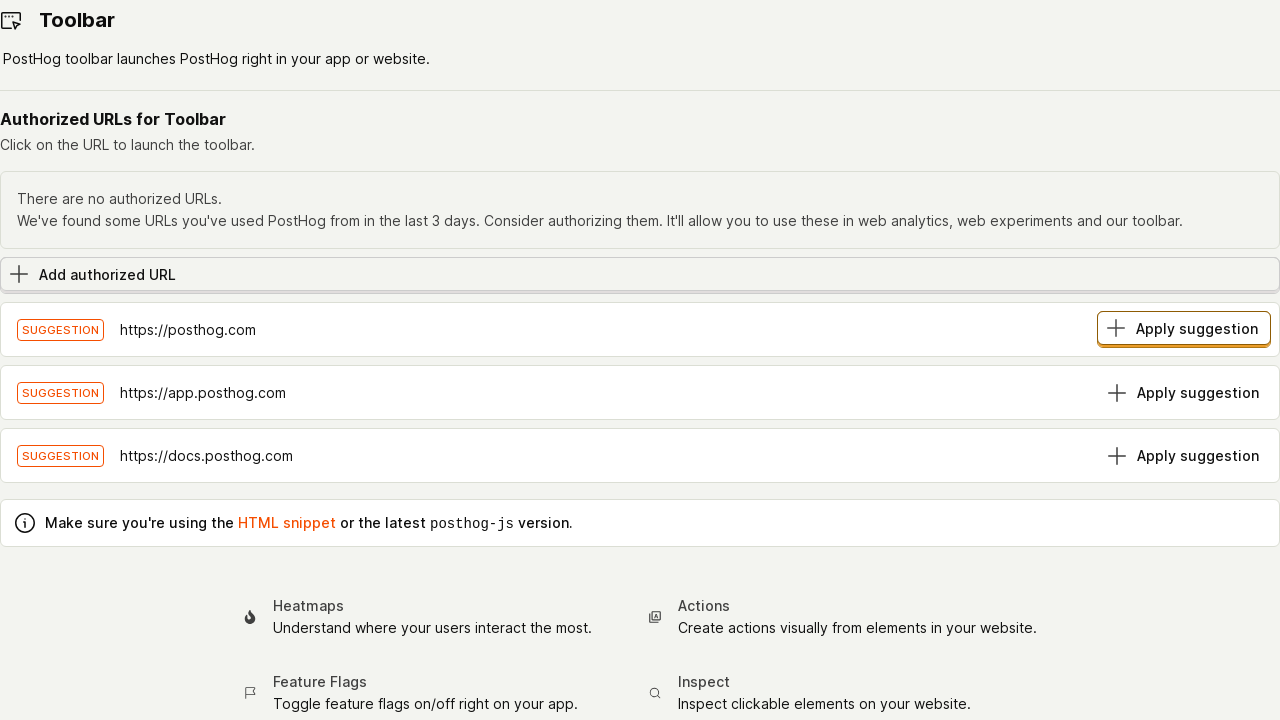 Toolbar
PostHog toolbar launches PostHog right in your app or website.
Authorized URLs for Toolbar
Click on the URL to launch the toolbar.
There are no authorized URLs.
We've found some URLs you've used PostHog from in the last 3 days. Consider authorizing them. It'll allow you to use these in web analytics, web experiments and our toolbar.
Add authorized URL
SUGGESTION https://posthog.com Apply suggestion
SUGGESTION https://app.posthog.com Apply suggestion
SUGGESTION https://docs.posthog.com Apply suggestion
Make sure you're using the HTML snippet or the latest posthog-js version.
Heatmaps
Understand where your users interact the most.
Actions
Create actions visually from elements in your website.
Feature Flags
Toggle feature flags on/off right on your app.
Inspect
Inspect clickable elements on your website.